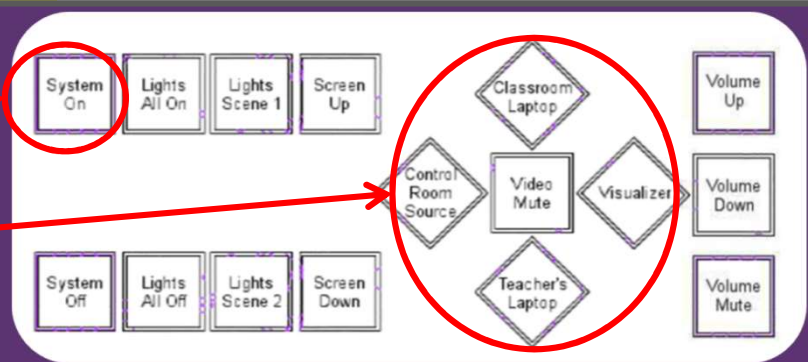 System
On
Lights
All On
Lights
Scene 1
Screen
Up
Classroom
Laptop
Volume
Up
Control
Room
Source
Video
Mute
Visualizer
Volume
Down
System
Off
Lights
All Off
Lights
Scene 2
Screen
Down
Teacher's
Laptop
Volume
Mute